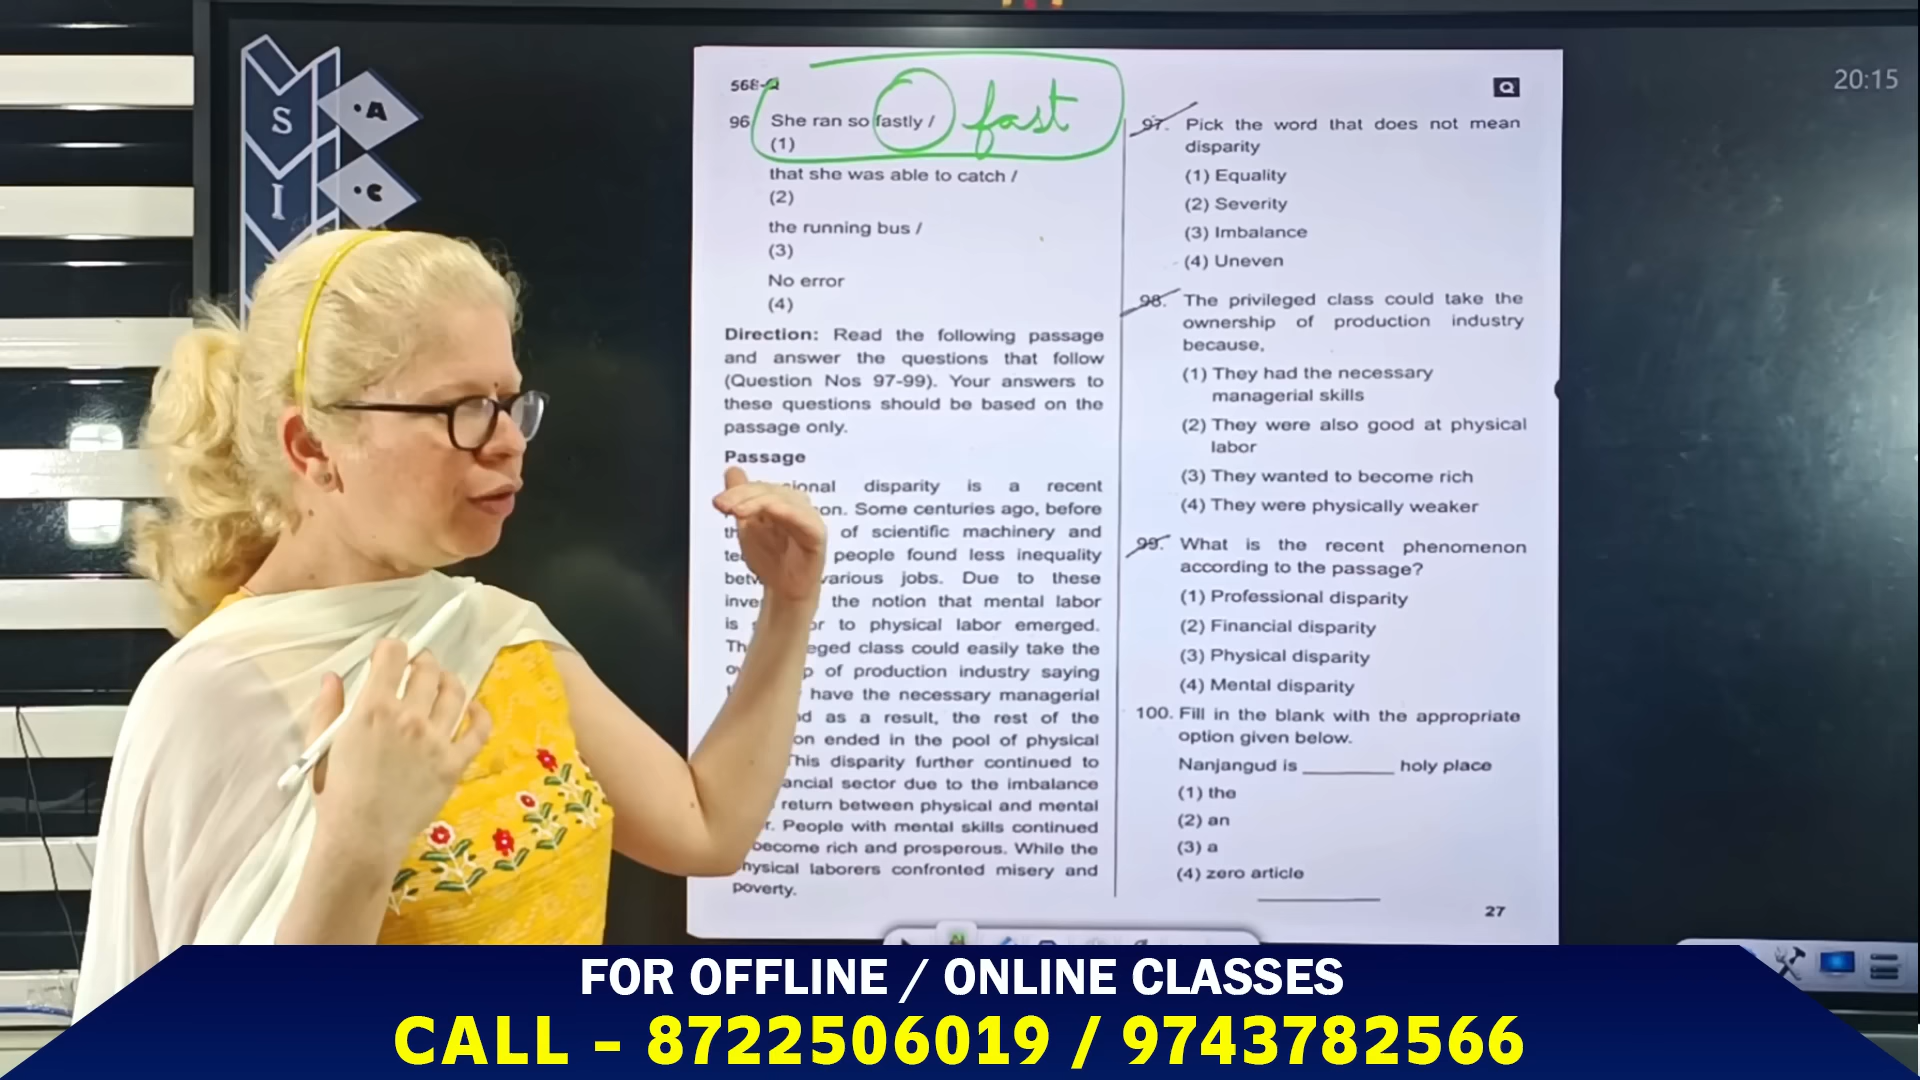 20:15
S
I
•A
•C
568-Q
Q
96
She ran so fastly /
fast
(1)
that she was able to catch /
(2)
the running bus /
(3)
No error
(4)
Direction: Read the following passage
and answer the questions that follow
(Question Nos 97-99). Your answers to
these questions should be based on the
passage only.
Passage
disparity is a recent
Some centuries ago, before
of scientific machinery and
people found less inequality
various jobs. Due to these
the notion that mental labor
is to physical labor emerged.
class could easily take the
of production industry saying
have the necessary managerial
as a result, the rest of the
ended in the pool of physical
This disparity further continued to
sector due to the imbalance
return between physical and mental
People with mental skills continued
become rich and prosperous. While the
laborers confronted misery and
poverty.
97. Pick the word that does not mean
disparity
(1) Equality
(2) Severity
(3) Imbalance
(4) Uneven
98. The privileged class could take the
ownership of production industry
because,
(1) They had the necessary
managerial skills
(2) They were also good at physical
labor
(3) They wanted to become rich
(4) They were physically weaker
99. What is the recent phenomenon
according to the passage?
(1) Professional disparity
(2) Financial disparity
(3) Physical disparity
(4) Mental disparity
100. Fill in the blank with the appropriate
option given below.
Nanjangud is ________ holy place
(1) the
(2) an
(3) a
(4) zero article
27
FOR OFFLINE / ONLINE CLASSES
CALL – 8722506019 / 9743782566